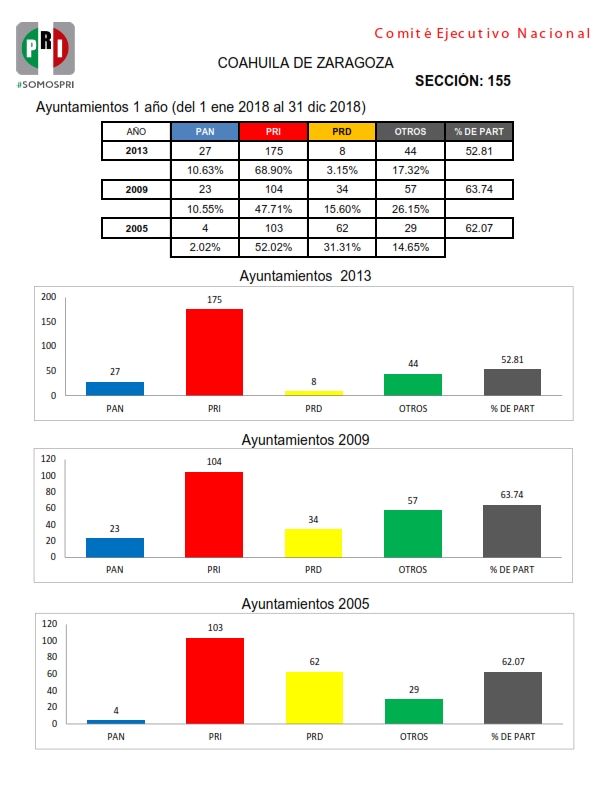 Comité Ejecutivo Nacional
PRI
#SOMOSPRI
COAHUILA DE ZARAGOZA
SECCIÓN: 155
Ayuntamientos 1 año (del 1 ene 2018 al 31 dic 2018)
AÑO PAN PRI PRD OTROS % DE PART
2013 27 175 8 44 52.81
10.63% 68.90% 3.15% 17.32%
2009 23 104 34 57 63.74
10.55% 47.71% 15.60% 26.15%
2005 4 103 62 29 62.07
2.02% 52.02% 31.31% 14.65%
Ayuntamientos 2013
200
150
100
50
0
27 175 8 44 52.81
PAN PRI PRD OTROS % DE PART
Ayuntamientos 2009
120
100
80
60
40
20
0
23 104 34 57 63.74
PAN PRI PRD OTROS % DE PART
Ayuntamientos 2005
120
100
80
60
40
20
0
4 103 62 29 62.07
PAN PRI PRD OTROS % DE PART